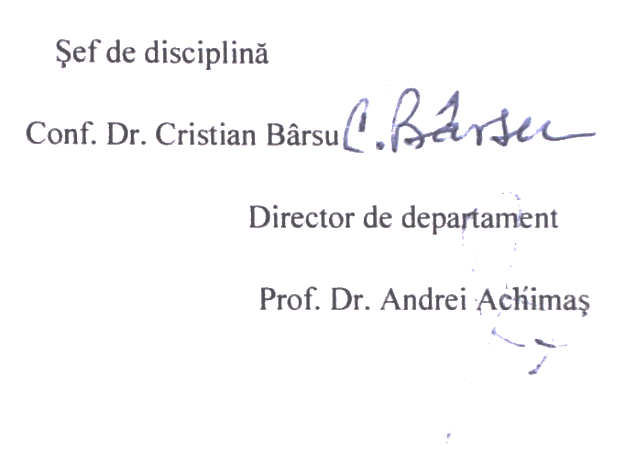 Şef de disciplină
Conf. Dr. Cristian Bârsu C. Bârsu
Director de departament
Prof. Dr. Andrei Achimaş